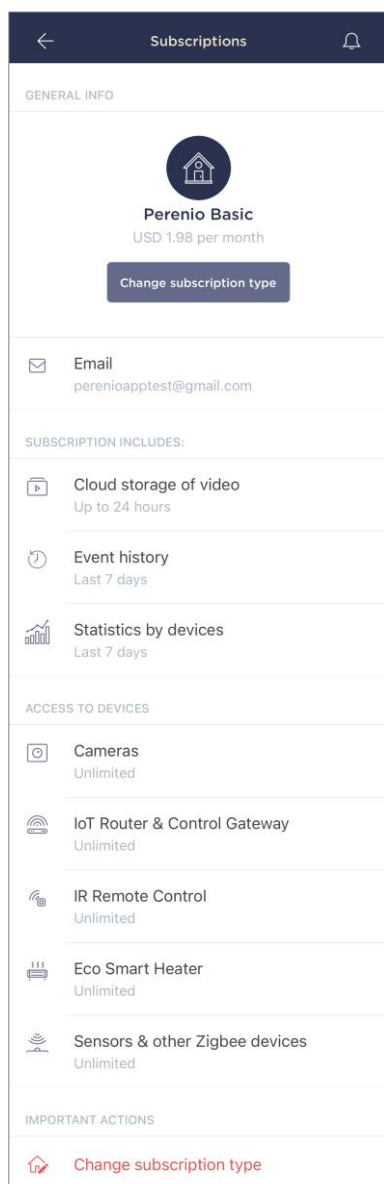 Subscriptions
GENERAL INFO
Perenio Basic
USD 1.98 per month
Change subscription type
Email
perenioapptest@gmail.com
SUBSCRIPTION INCLUDES:
Cloud storage of video
Up to 24 hours
Event history
Last 7 days
Statistics by devices
Last 7 days
ACCESS TO DEVICES
Cameras
Unlimited
IoT Router & Control Gateway
Unlimited
IR Remote Control
Unlimited
Eco Smart Heater
Unlimited
Sensors & other Zigbee devices
Unlimited
IMPORTANT ACTIONS
Change subscription type